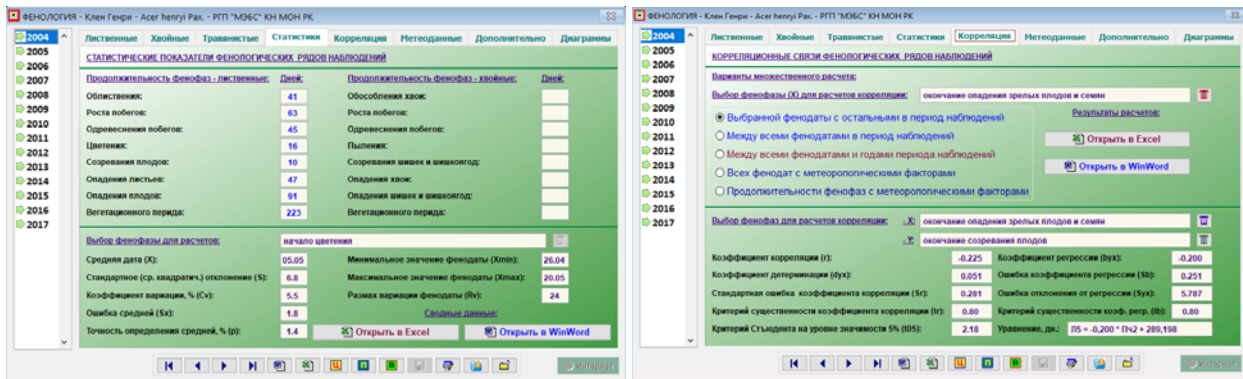 ФЕНОЛОГИЯ - Клен Генри - Acer henryi Pax. - РГП "МЭБС" КН МОН РК
2004
2005
2006
2007
2008
2009
2010
2011
2012
2013
2014
2015
2016
2017
Лиственные Хвойные Травянистые Статистики Корреляция Метеоданные Дополнительно Диаграммы
СТАТИСТИЧЕСКИЕ ПОКАЗАТЕЛИ ФЕНОЛОГИЧЕСКИХ РЯДОВ НАБЛЮДЕНИЙ
Продолжительность фенофаз - лиственные: Дней: Продолжительность фенофаз - хвойные: Дней:
Облиствения: 41 Обособления хвои:
Роста побегов: 63 Роста побегов:
Одревеснения побегов: 45 Одревеснения побегов:
Цветения: 16 Пыления:
Созревания плодов: 10 Созревания шишек и шишкоягод:
Опадения листьев: 47 Опадения хвои:
Опадения плодов: 91 Опадения шишек и шишкоягод:
Вегетационного перида: 223 Вегетационного перида:
Выбор фенофазы для расчетов: начало цветения
Средняя дата (X): 05.05 Минимальное значение фенодаты (Xmin): 26.04
Стандартное (ср. квадратич.) отклонение (S): 6.8 Максимальное значение фенодаты (Xmax): 20.05
Коэффициент вариации, % (Cv): 5.5 Размах вариации фенодаты (Rv): 24
Ошибка средней (Sx): 1.8 Сводные данные:
Точность определения средней, % (p): 1.4 Открыть в Excel Открыть в WinWord
Интернат
ФЕНОЛОГИЯ - Клен Генри - Acer henryi Pax. - РГП "МЭБС" КН МОН РК
2004
2005
2006
2007
2008
2009
2010
2011
2012
2013
2014
2015
2016
2017
Лиственные Хвойные Травянистые Статистики Корреляция Метеоданные Дополнительно Диаграммы
КОРРЕЛЯЦИОННЫЕ СВЯЗИ ФЕНОЛОГИЧЕСКИХ РЯДОВ НАБЛЮДЕНИЙ
Варианты множественного расчета:
Выбор фенофазы (X) для расчетов корреляции: окончание опадения зрелых плодов и семян
Выбранной фенодаты с остальными в период наблюдений
Результаты расчетов:
Между всеми фенодатами в период наблюдений
Открыть в Excel
Между всеми фенодатами и годами периода наблюдений
Всех фенодат с метеорологическими факторами
Открыть в WinWord
Продолжительности фенофаз с метеорологическими факторами
Выбор фенофаз для расчетов корреляции: - X: окончание опадения зрелых плодов и семян
- Y: окончание созревания плодов
Коэффициент корреляции (r): -0.225 Коэффициент регрессии (byx): -0.200
Коэффициент детерминации (dyx): 0.051 Ошибка коэффициента регрессии (Sb): 0.251
Стандартная ошибка коэффициента корреляции (Sr): 0.281 Ошибка отклонения от регрессии (Syx): 5.787
Критерий существенности коэффициента корреляции (tr): 0.80 Критерий существенности коэф. регр. (tb): 0.80
Критерий Стъюдента на уровне значимости 5% (t05): 2.18 Уравнение, дн.: П5 = -0,200 * Пч2 + 289,198